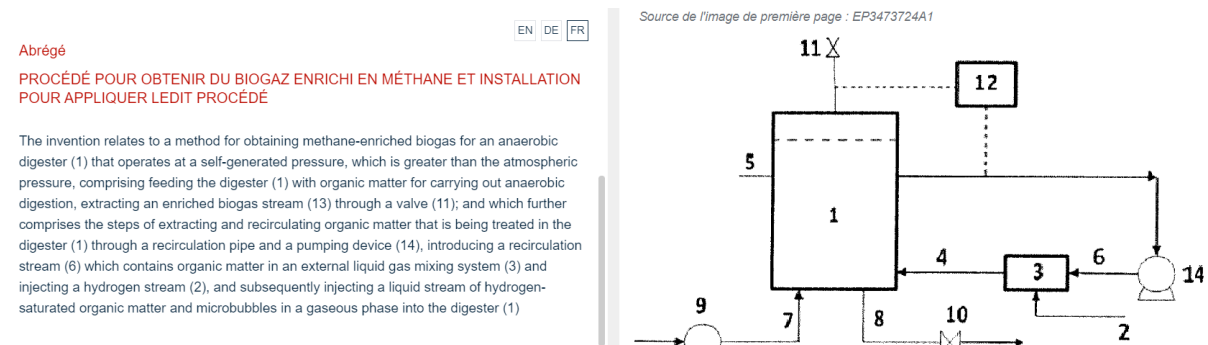 EN DE FR
Abrégé
PROCÉDÉ POUR OBTENIR DU BIOGAZ ENRICHI EN MÉTHANE ET INSTALLATION
POUR APPLIQUER LEDIT PROCÉDÉ
The invention relates to a method for obtaining methane-enriched biogas for an anaerobic
digester (1) that operates at a self-generated pressure, which is greater than the atmospheric
pressure, comprising feeding the digester (1) with organic matter for carrying out anaerobic
digestion, extracting an enriched biogas stream (13) through a valve (11); and which further
comprises the steps of extracting and recirculating organic matter that is being treated in the
digester (1) through a recirculation pipe and a pumping device (14), introducing a recirculation
stream (6) which contains organic matter in an external liquid gas mixing system (3) and
injecting a hydrogen stream (2), and subsequently injecting a liquid stream of hydrogen-
saturated organic matter and microbubbles in a gaseous phase into the digester (1)
Source de l'image de première page : EP3473724A1
11
12
5
1
4
3
6
14
9
7
8
10
2